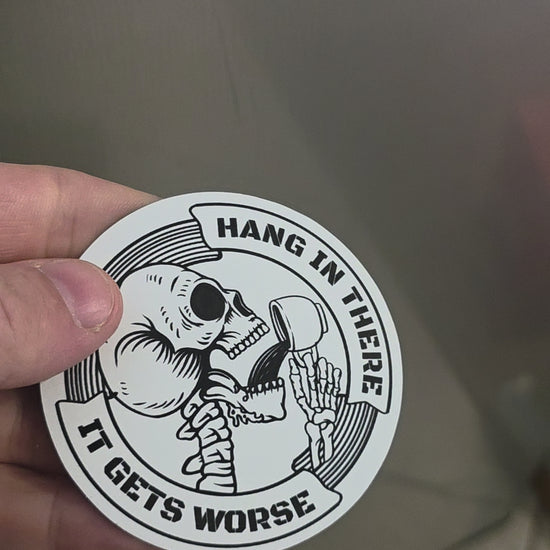 HANG IN THERE
IT GETS WORSE